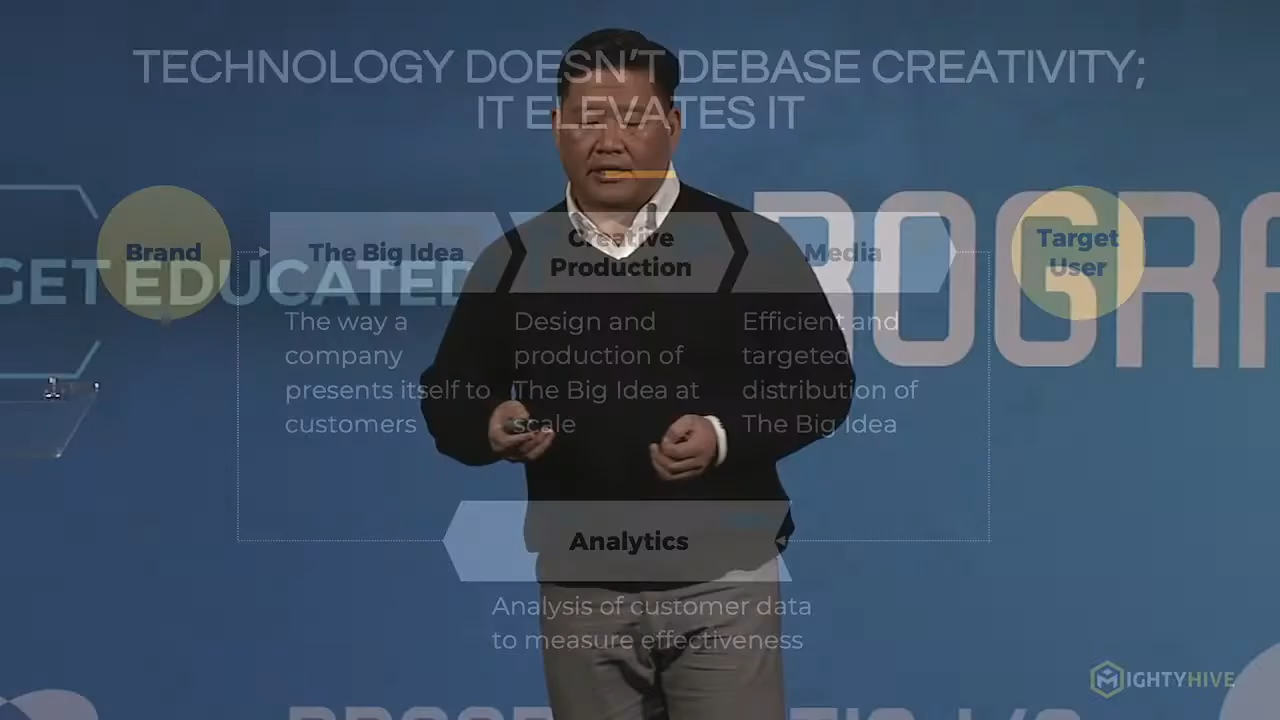 TECHNOLOGY DOESN'T DEBASE CREATIVITY;
IT ELEVATES IT
Brand
The Big Idea
Creative
Production
Media
Target
User
GET EDUCATED
ROGRA
The way a
company
presents itself to
customers
Design and
production of
The Big Idea at
scale
Efficient and
targeted
distribution of
The Big Idea
Analytics
Analysis of customer data
to measure effectiveness
MIGHTYHIVE